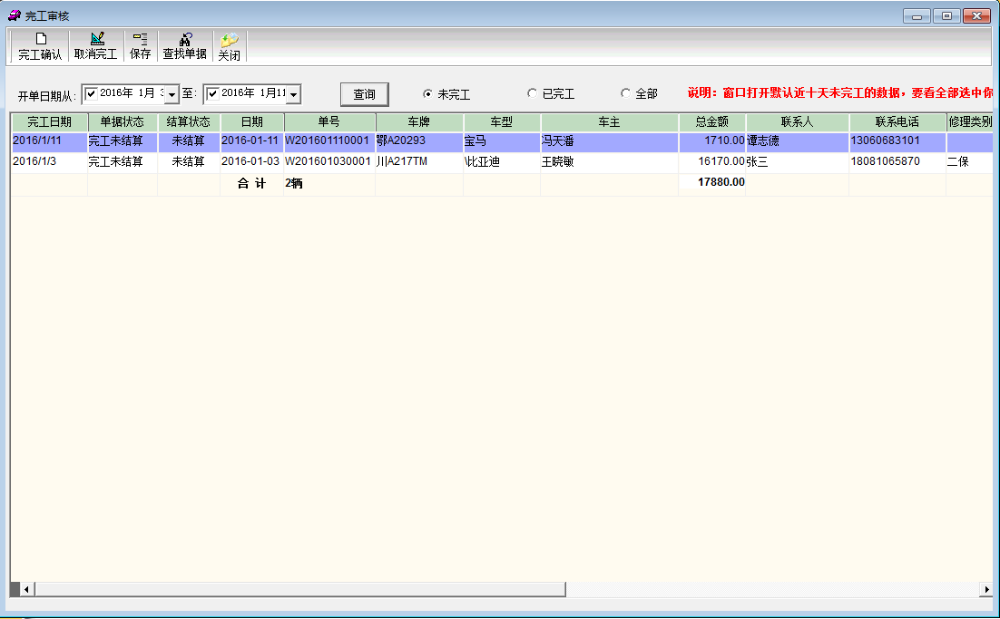 完工审核
完工确认 取消完工 保存 查找单据 关闭
开单日期从: 2016年 1月 至: 2016年 1月11 查询 未完工 已完工 全部 说明：窗口打开默认近十天未完工的数据，要看全部选中你
完工日期 单据状态 结算状态 日期 单号 车牌 车型 车主 总金额 联系人 联系电话 修理类别
2016/1/11 完工未结算 未结算 2016-01-11 W201601110001 鄂A20293 宝马 冯天潘 1710.00 谭志德 13060683101
2016/1/3 完工未结算 未结算 2016-01-03 W201601030001 川A217TM \比亚迪 王晓敏 16170.00 张三 18081065870 二保
合 计 2辆 17880.00